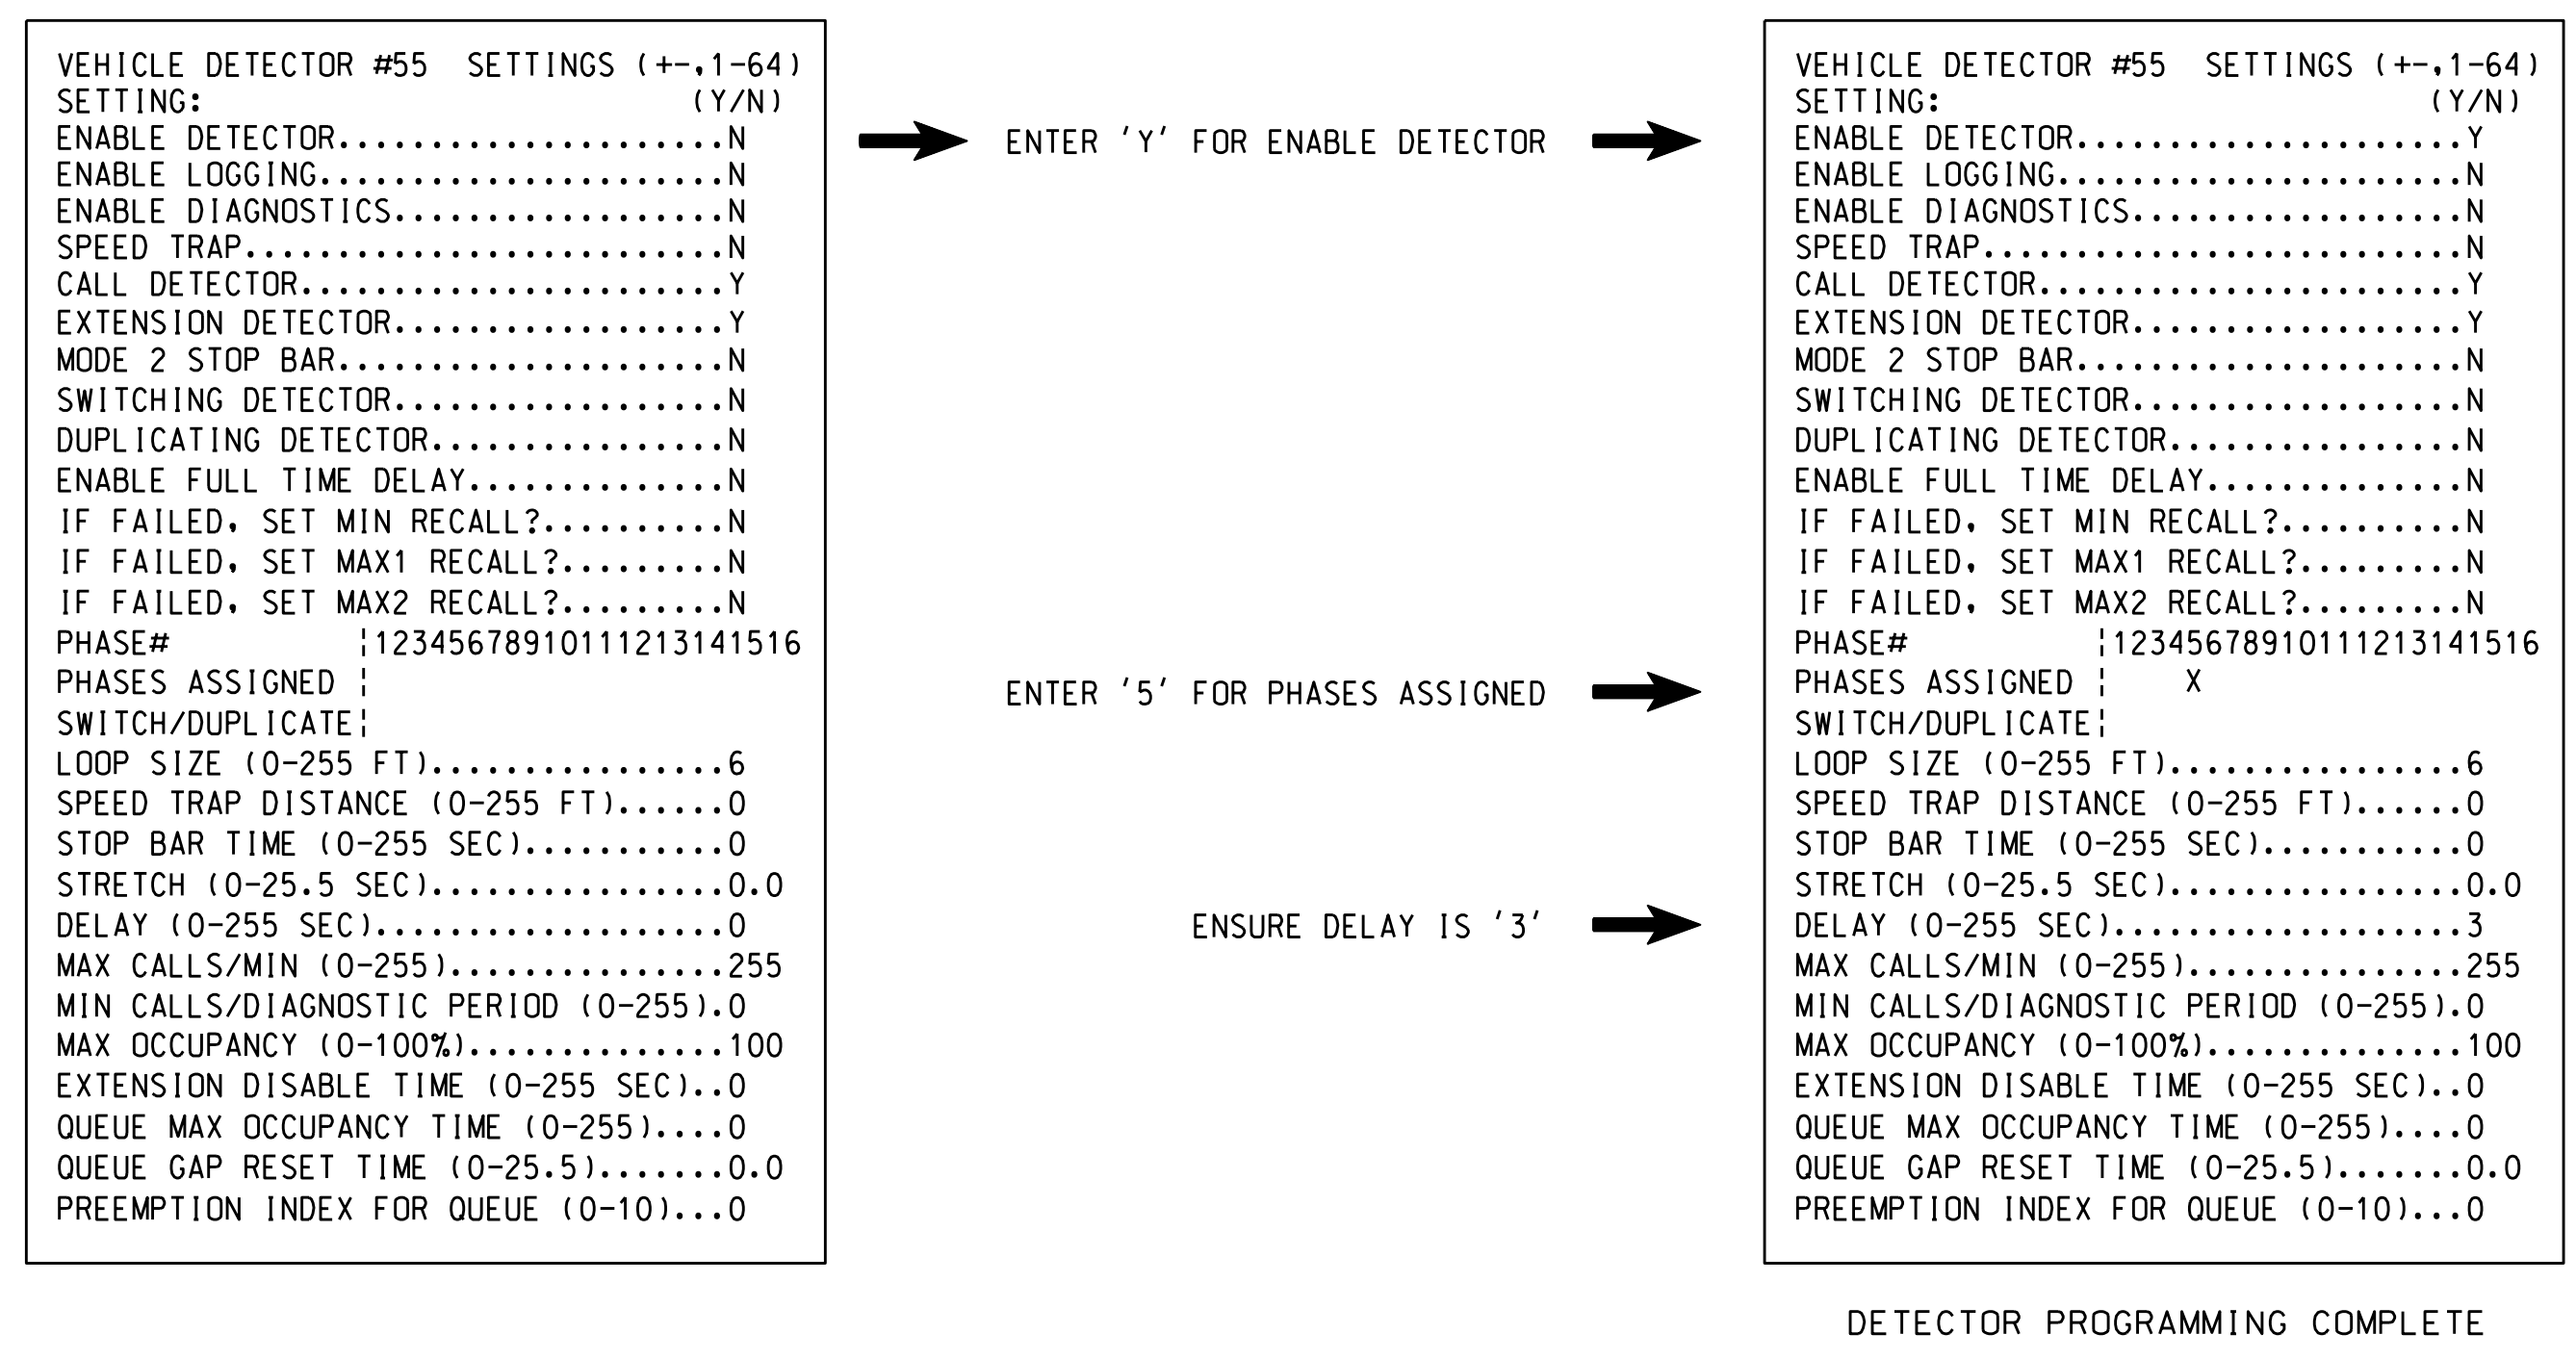 VEHICLE DETECTOR #55  SETTINGS (+-,1-64)
SETTING: (Y/N)
ENABLE DETECTOR.....................N
ENABLE LOGGING......................N
ENABLE DIAGNOSTICS..................N
SPEED TRAP..........................N
CALL DETECTOR.......................Y
EXTENSION DETECTOR..................Y
MODE 2 STOP BAR.....................N
SWITCHING DETECTOR..................N
DUPLICATING DETECTOR................N
ENABLE FULL TIME DELAY..............N
IF FAILED, SET MIN RECALL?..........N
IF FAILED, SET MAX1 RECALL?.........N
IF FAILED, SET MAX2 RECALL?.........N
PHASE# ¦12345678910111213141516
PHASES ASSIGNED ¦
SWITCH/DUPLICATE¦
LOOP SIZE (0-255 FT)................6
SPEED TRAP DISTANCE (0-255 FT)......0
STOP BAR TIME (0-255 SEC)...........0
STRETCH (0-25.5 SEC)................0.0
DELAY (0-255 SEC)...................0
MAX CALLS/MIN (0-255)...............255
MIN CALLS/DIAGNOSTIC PERIOD (0-255).0
MAX OCCUPANCY (0-100%)..............100
EXTENSION DISABLE TIME (0-255 SEC)..0
QUEUE MAX OCCUPANCY TIME (0-255)....0
QUEUE GAP RESET TIME (0-25.5).......0.0
PREEMPTION INDEX FOR QUEUE (0-10)...0
ENTER 'Y' FOR ENABLE DETECTOR
ENTER '5' FOR PHASES ASSIGNED
ENSURE DELAY IS '3'
VEHICLE DETECTOR #55  SETTINGS (+-,1-64)
SETTING: (Y/N)
ENABLE DETECTOR.....................Y
ENABLE LOGGING......................N
ENABLE DIAGNOSTICS..................N
SPEED TRAP..........................N
CALL DETECTOR.......................Y
EXTENSION DETECTOR..................Y
MODE 2 STOP BAR.....................N
SWITCHING DETECTOR..................N
DUPLICATING DETECTOR................N
ENABLE FULL TIME DELAY..............N
IF FAILED, SET MIN RECALL?..........N
IF FAILED, SET MAX1 RECALL?.........N
IF FAILED, SET MAX2 RECALL?.........N
PHASE# ¦12345678910111213141516
PHASES ASSIGNED ¦    X
SWITCH/DUPLICATE¦
LOOP SIZE (0-255 FT)................6
SPEED TRAP DISTANCE (0-255 FT)......0
STOP BAR TIME (0-255 SEC)...........0
STRETCH (0-25.5 SEC)................0.0
DELAY (0-255 SEC)...................3
MAX CALLS/MIN (0-255)...............255
MIN CALLS/DIAGNOSTIC PERIOD (0-255).0
MAX OCCUPANCY (0-100%)..............100
EXTENSION DISABLE TIME (0-255 SEC)..0
QUEUE MAX OCCUPANCY TIME (0-255)....0
QUEUE GAP RESET TIME (0-25.5).......0.0
PREEMPTION INDEX FOR QUEUE (0-10)...0
DETECTOR PROGRAMMING COMPLETE